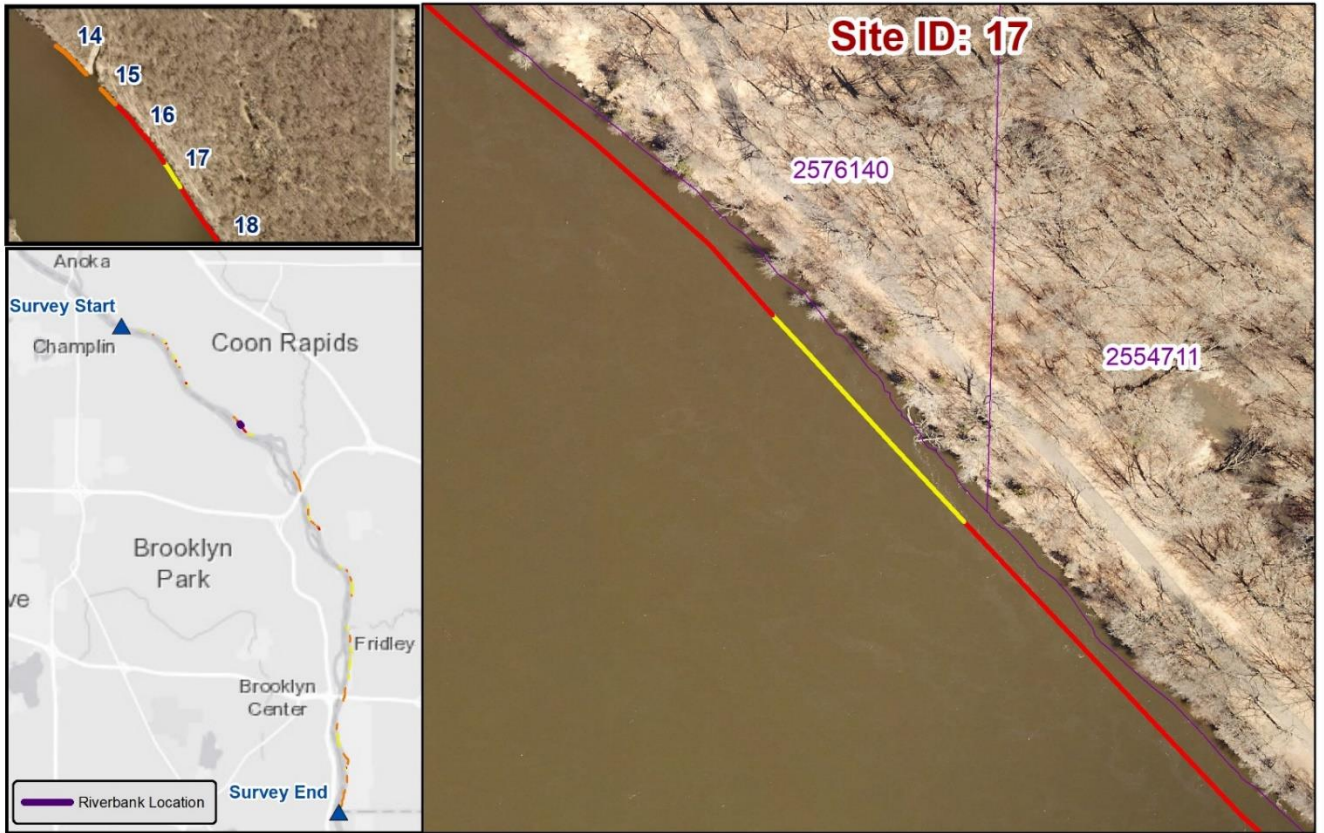 14
15
16
17
18
Anoka
Survey Start
Champlin
Coon Rapids
Brooklyn
Park
ve
Fridley
Brooklyn
Center
Survey End
Riverbank Location
Site ID: 17
2576140
2554711